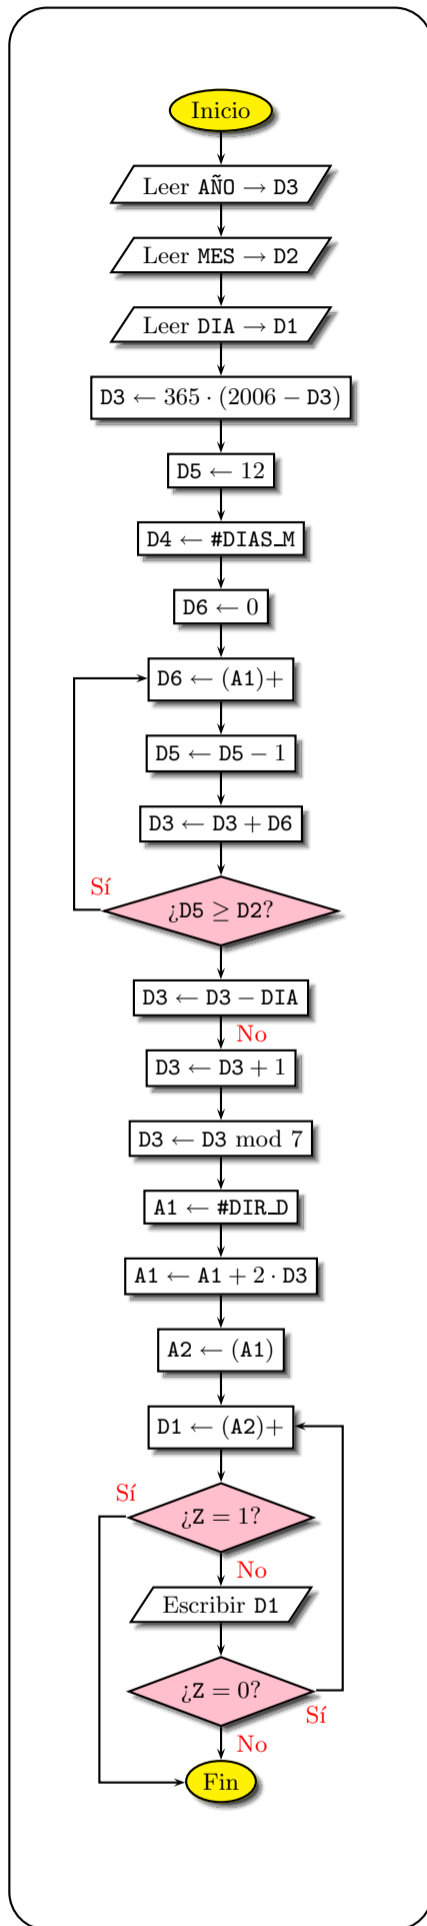 Inicio
Leer AÑO → D3
Leer MES → D2
Leer DIA → D1
D3 ← 365 · (2006 − D3)
D5 ← 12
D4 ← #DIAS_M
D6 ← 0
D6 ← (A1)+
D5 ← D5 − 1
D3 ← D3 + D6
Sí
¿D5 ≥ D2?
D3 ← D3 − DIA
No
D3 ← D3 + 1
D3 ← D3 mod 7
A1 ← #DIR_D
A1 ← A1 + 2 · D3
A2 ← (A1)
D1 ← (A2)+
Sí
¿Z = 1?
No
Escribir D1
¿Z = 0?
Sí
No
Fin